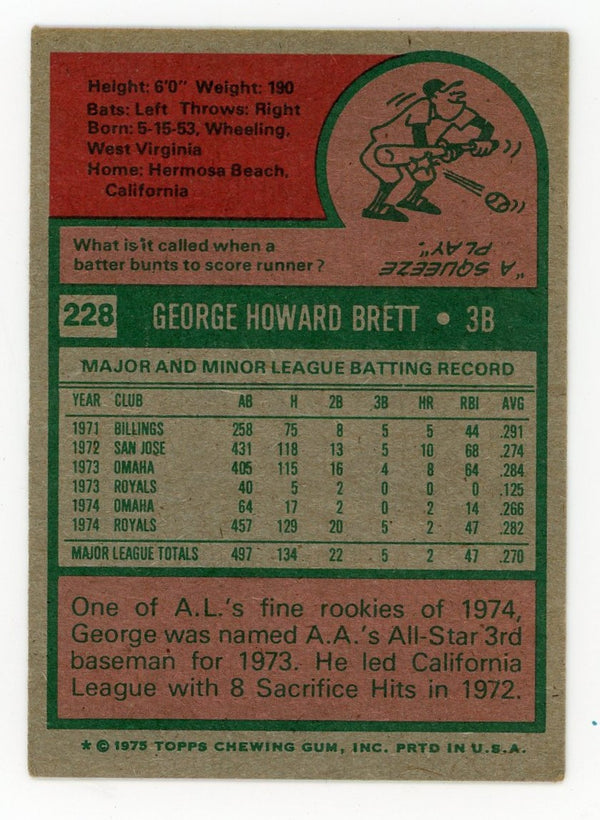 Height: 6'0" Weight: 190
Bats: Left Throws: Right
Born: 5-15-53, Wheeling,
West Virginia
Home: Hermosa Beach,
California
What is it called when a
batter bunts to score runner?
"A SQUEEZE
PLAY".
228 GEORGE HOWARD BRETT • 3B
MAJOR AND MINOR LEAGUE BATTING RECORD
YEAR CLUB AB H 2B 3B HR RBI AVG
1971 BILLINGS 258 75 8 5 5 44 .291
1972 SAN JOSE 431 118 13 5 10 68 .274
1973 OMAHA 405 115 16 4 8 64 .284
1973 ROYALS 40 5 2 0 0 0 .125
1974 OMAHA 64 17 2 0 2 14 .266
1974 ROYALS 457 129 20 5 2 47 .282
MAJOR LEAGUE TOTALS 497 134 22 5 2 47 .270
One of A.L.'s fine rookies of 1974,
George was named A.A.'s All-Star 3rd
baseman for 1973. He led California
League with 8 Sacrifice Hits in 1972.
* © 1975 TOPPS CHEWING GUM, INC. PRTD IN U.S.A.